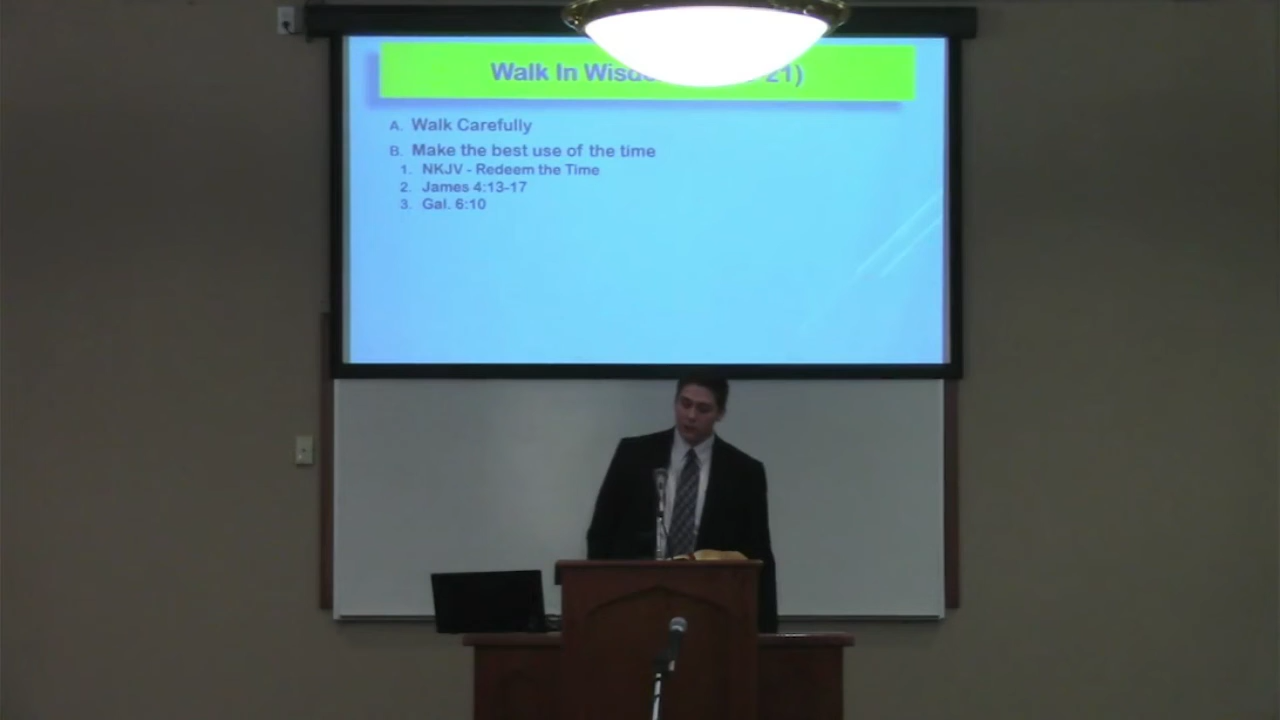 Walk In 21)
A. Walk Carefully
B. Make the best use of the time
1. NKJV - Redeem the Time
2. James 4:13-17
3. Gal. 6:10